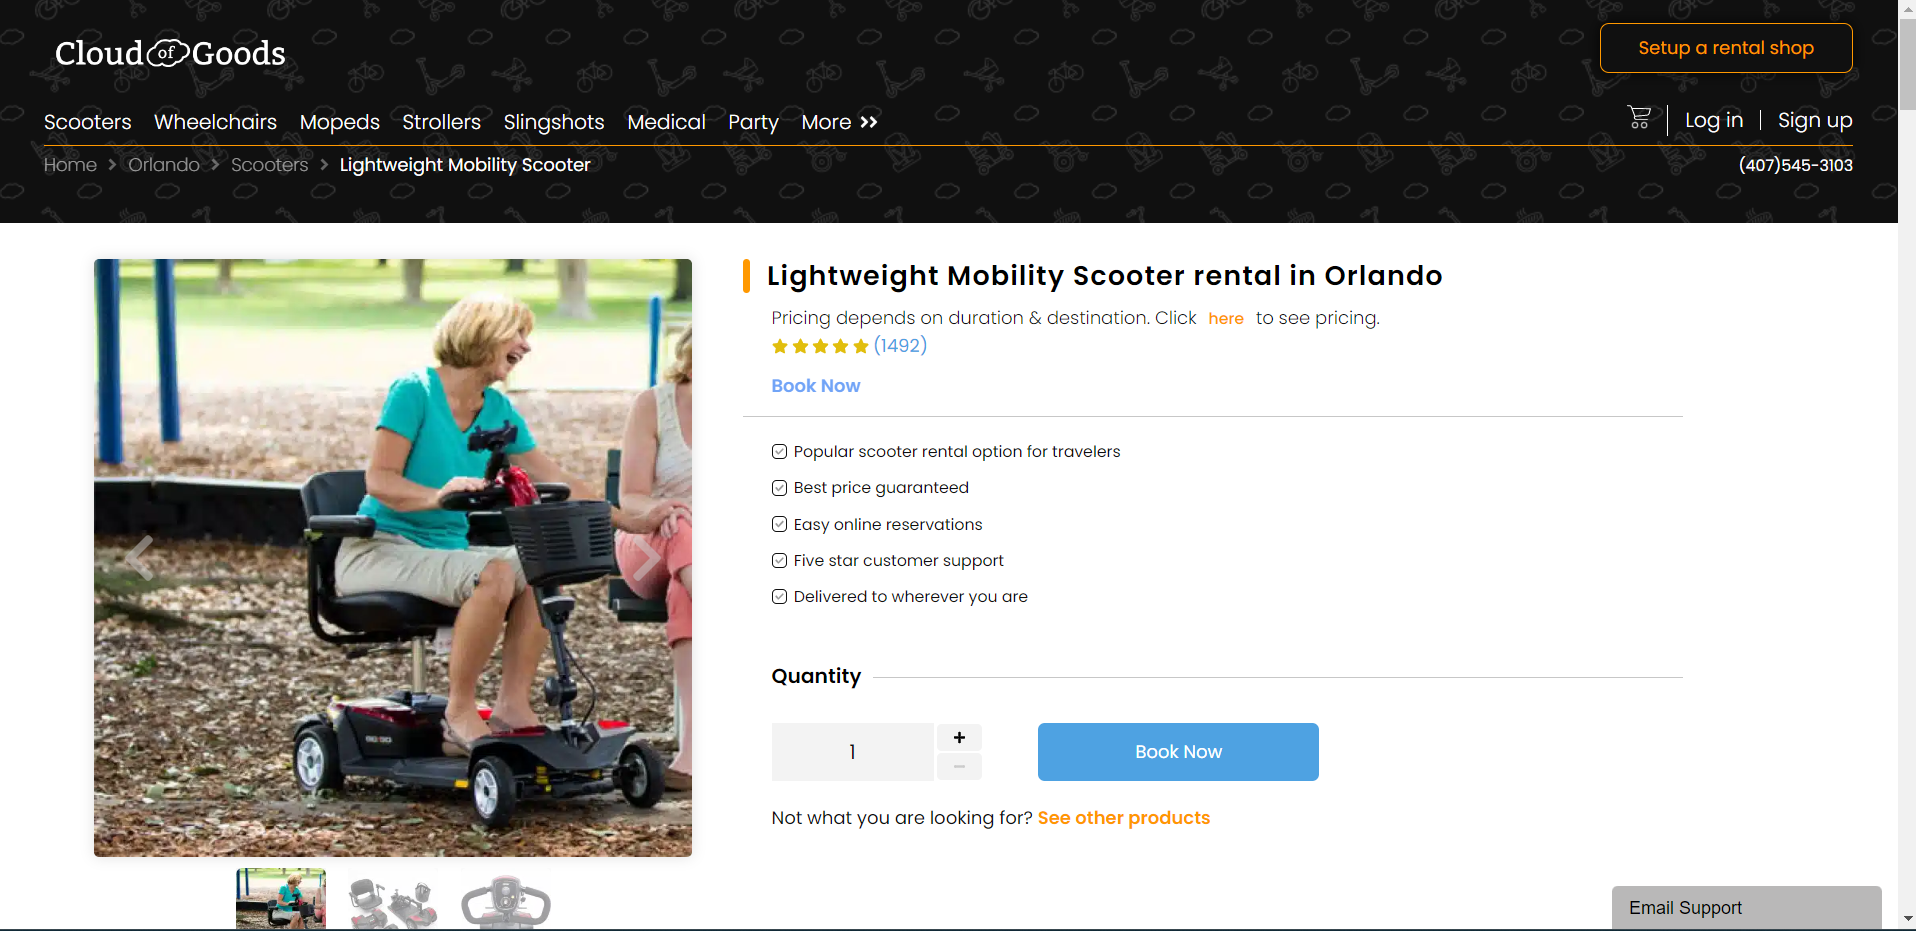 Cloud of Goods
Setup a rental shop
Scooters Wheelchairs Mopeds Strollers Slingshots Medical Party More
Log in | Sign up
Home > Orlando > Scooters > Lightweight Mobility Scooter
(407)545-3103
Lightweight Mobility Scooter rental in Orlando
Pricing depends on duration & destination. Click here to see pricing.
(1492)
Book Now
Popular scooter rental option for travelers
Best price guaranteed
Easy online reservations
Five star customer support
Delivered to wherever you are
Quantity
1
+
−
Book Now
Not what you are looking for? See other products
Email Support